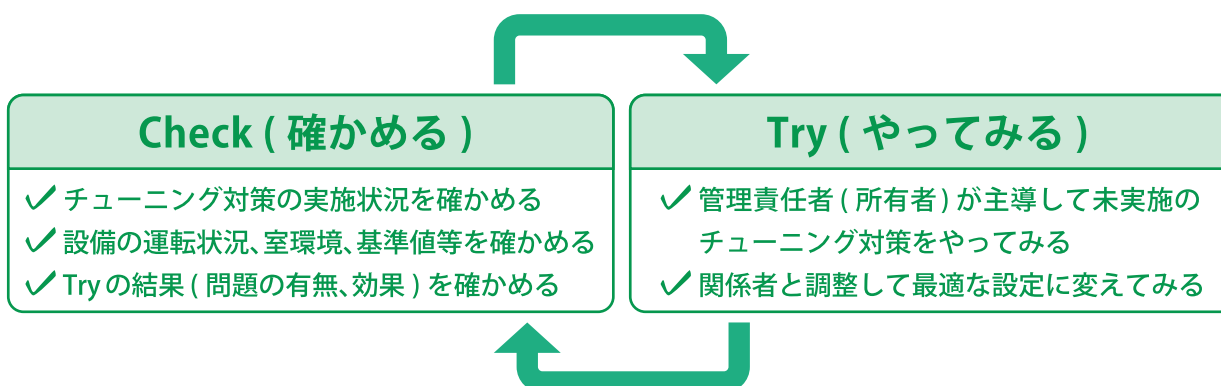 Check ( 確かめる )
✓ チューニング対策の実施状況を確かめる
✓ 設備の運転状況、室環境、基準値等を確かめる
✓ Tryの結果 ( 問題の有無、効果 ) を確かめる
Try ( やってみる )
✓ 管理責任者 ( 所有者 ) が主導して未実施の
チューニング対策をやってみる
✓ 関係者と調整して最適な設定に変えてみる